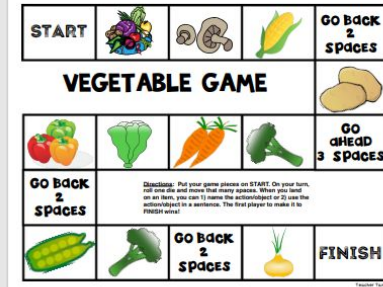 START
GO BACK
2
SPACES
VEGETABLE GAME
GO
AHEAD
3 SPACES
GO BACK
2
SPACES
Directions: Put your game pieces on START. On your turn,
roll one die and move that many spaces. When you land
on an item, you can 1) name the action/object or 2) use the
action/object in a sentence. The first player to make it to
FINISH wins!
GO BACK
2
SPACES
FINISH